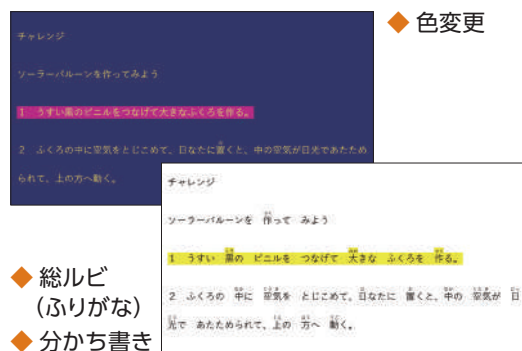 ◆ 色変更
チャレンジ
ソーラーバルーンを作ってみよう
1 うすい黒のビニルをつなげて大きなふくろを作る。
2 ふくろの中に空気をとじこめて、日なたに置くと、中の空気が日光であたため
られて、上の方へ動く。
チャレンジ
ソーラーバルーンを 作って みよう
1 うすい 黒の ビニルを つなげて 大きな ふくろを 作る。
2 ふくろの 中に 空気を とじこめて、日なたに 置くと、中の 空気が 日
光で あたためられて、上の 方へ 動く。
◆ 総ルビ
(ふりがな)
◆ 分かち書き